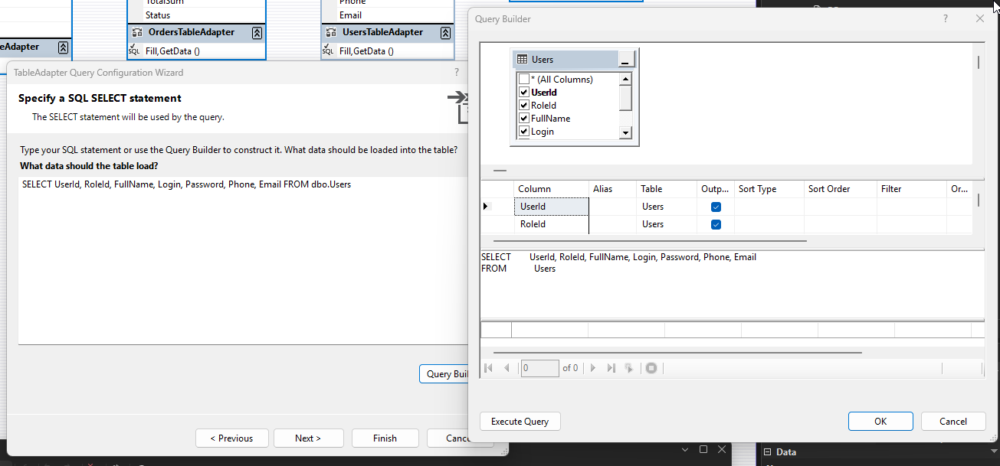 TotalSum
Status
OrdersTableAdapter
Fill,GetData ()
Phone
Email
UsersTableAdapter
Fill,GetData ()
eAdapter
SQL
SQL
TableAdapter Query Configuration Wizard
?
Specify a SQL SELECT statement
The SELECT statement will be used by the query.
Type your SQL statement or use the Query Builder to construct it. What data should be loaded into the table?
What data should the table load?
SELECT UserId, RoleId, FullName, Login, Password, Phone, Email FROM dbo.Users
Query Buil
< Previous
Next >
Finish
Cance
Query Builder
?
Users
* (All Columns)
UserId
RoleId
FullName
Login
Column Alias Table Outp... Sort Type Sort Order Filter Or...
UserId Users
RoleId Users
SELECT UserId, RoleId, FullName, Login, Password, Phone, Email
FROM Users
0 of 0
Execute Query
OK
Cancel
Data